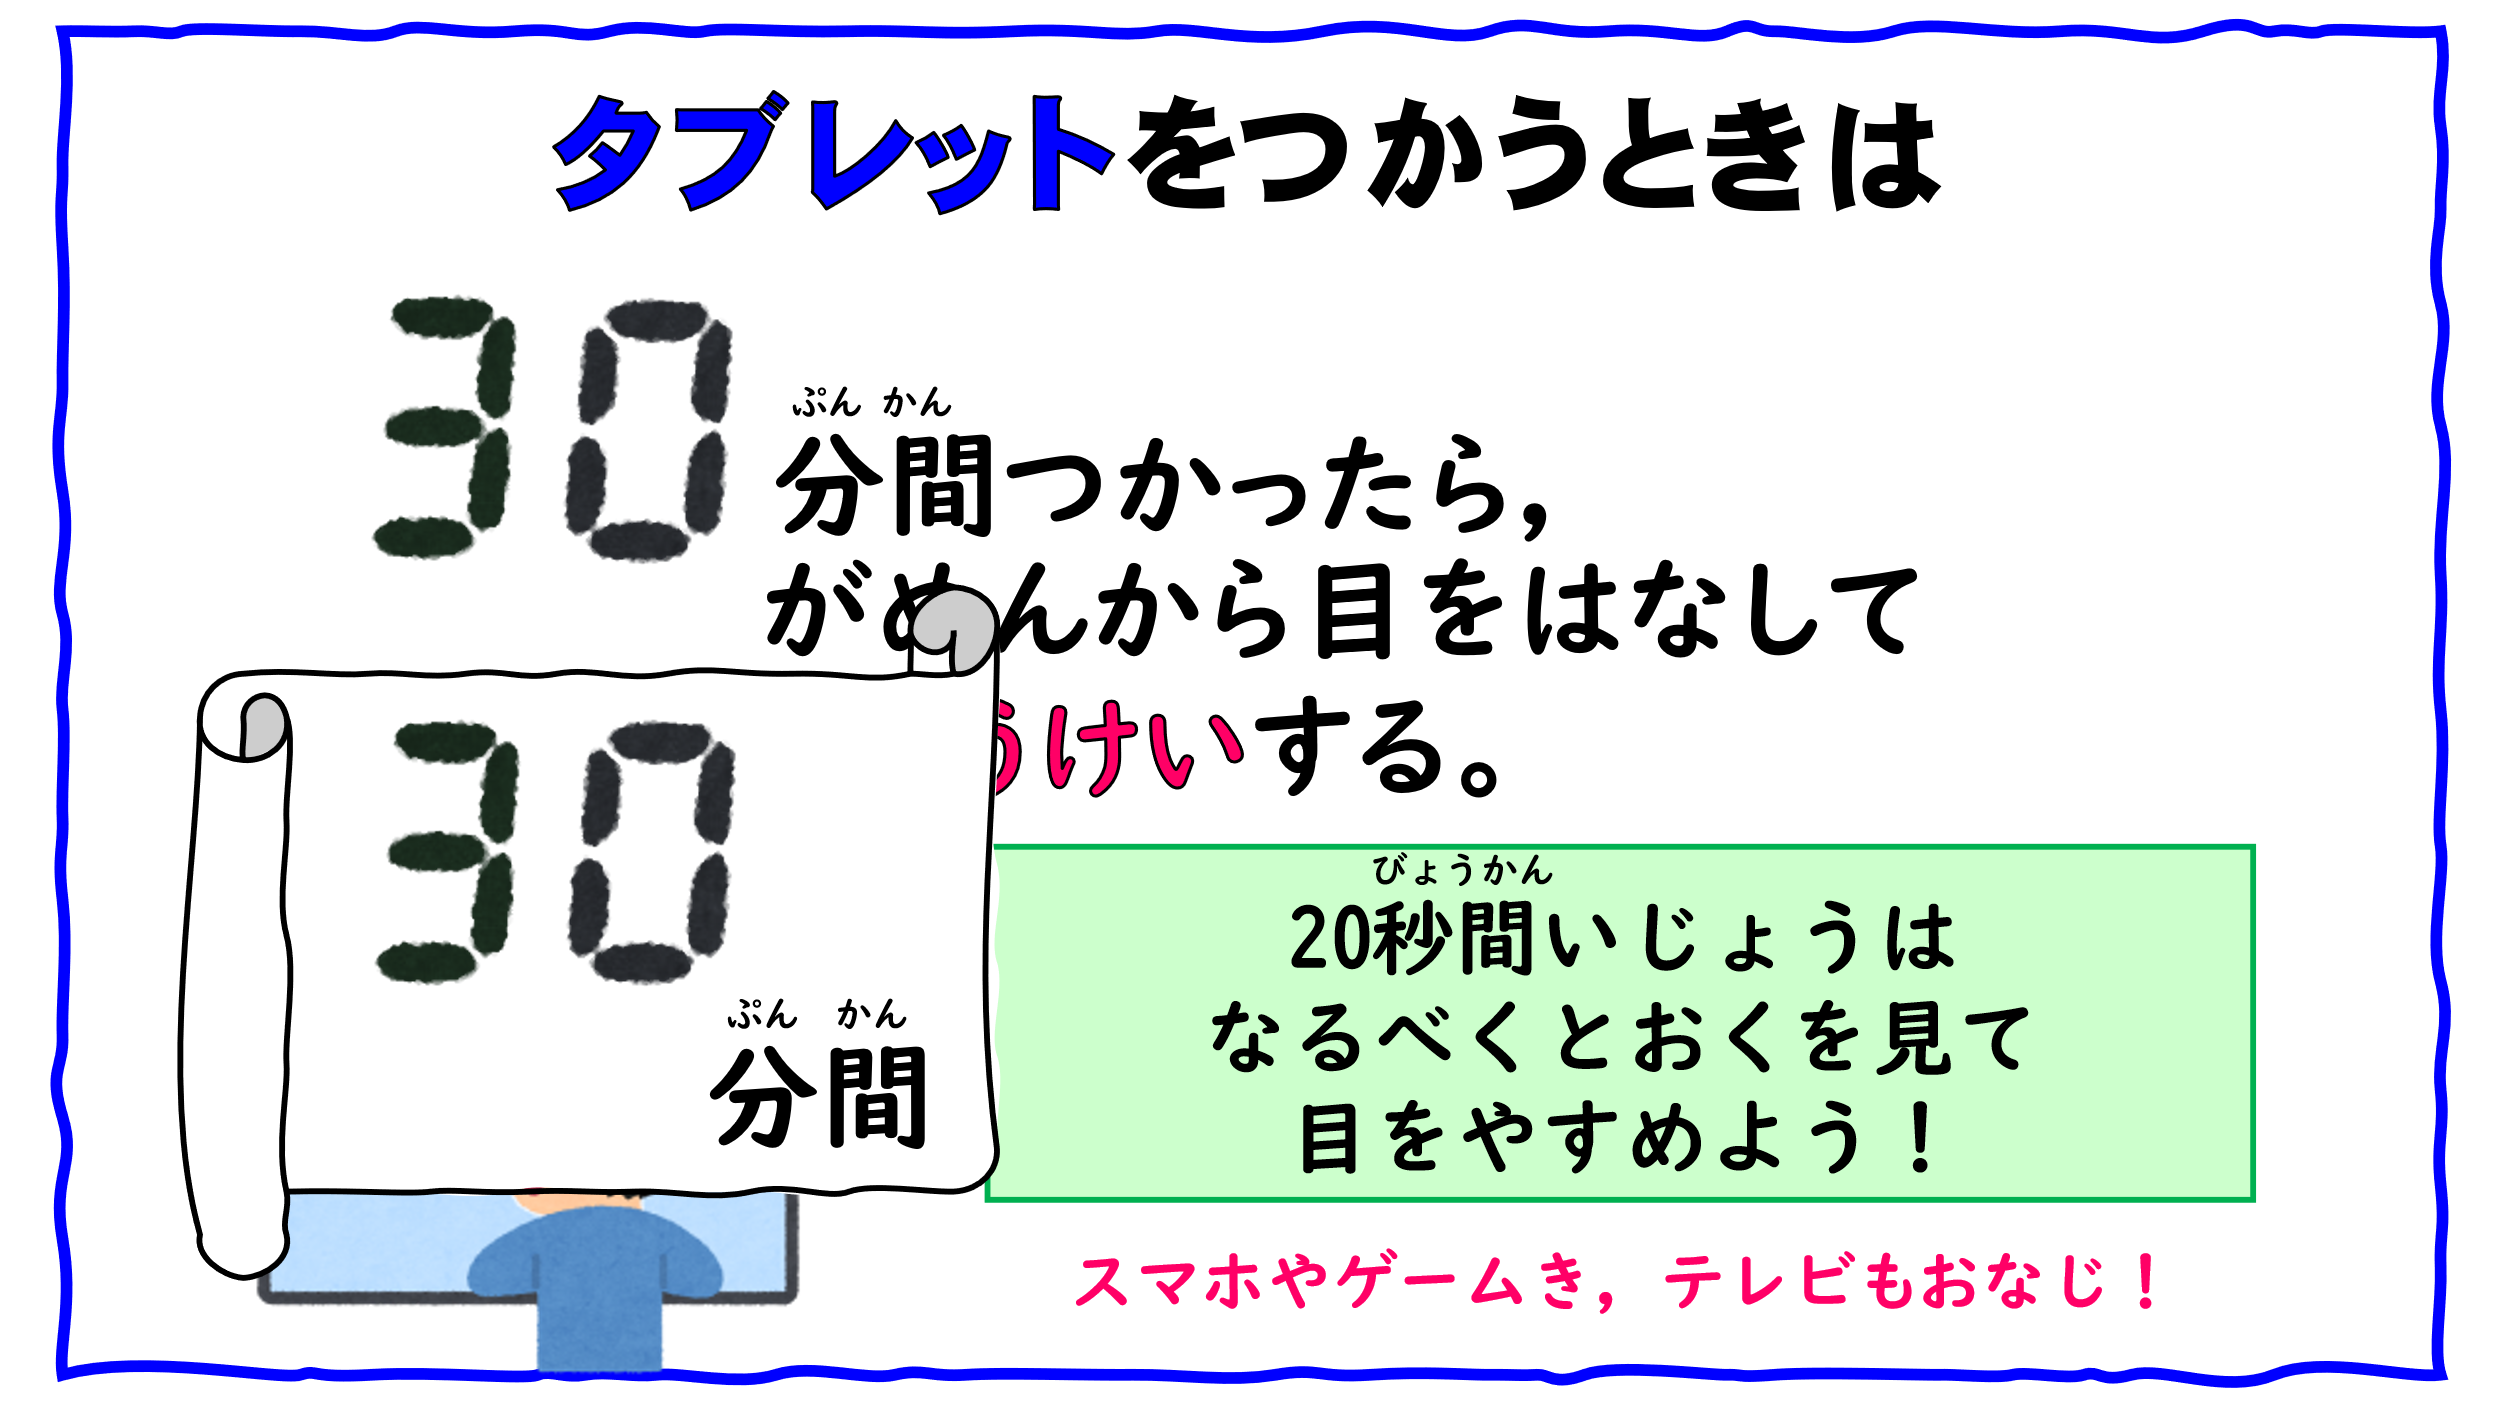 タブレットをつかうときは
ぷん かん
30分間つかったら,
がめんから目をはなして
うけいする。
30
ぷん かん
分間
びょうかん
20秒間いじょうは
なるべくとおくを見て
目をやすめよう！
スマホやゲームき, テレビもおなじ！